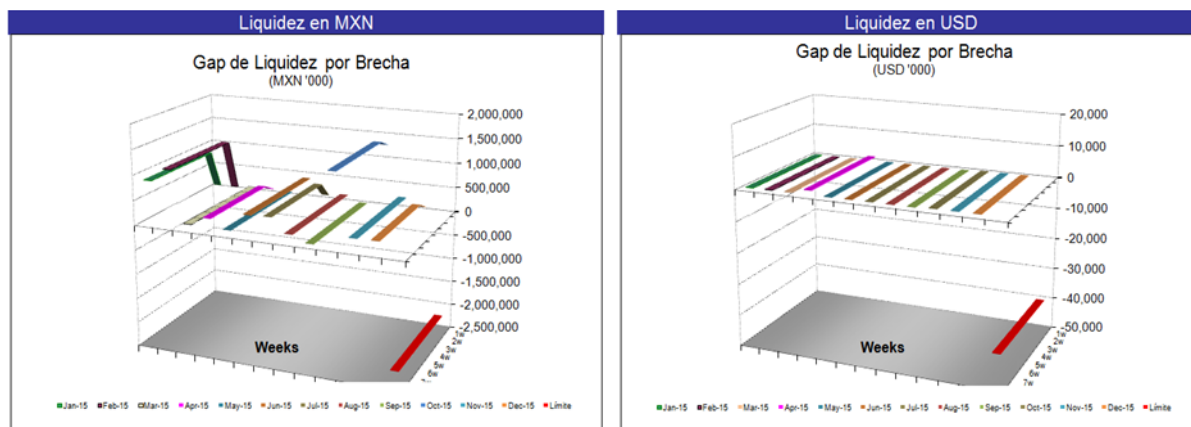 Liquidez en MXN
Gap de Liquidez por Brecha
(MXN '000)
2,000,000
1,500,000
1,000,000
500,000
0
-500,000
-1,000,000
-1,500,000
-2,000,000
-2,500,000
1w
2w
3w
4w
5w
6w
Weeks
Jan-15 Feb-15 Mar-15 Apr-15 May-15 Jun-15 Jul-15 Aug-15 Sep-15 Oct-15 Nov-15 Dec-15 Límite
Liquidez en USD
Gap de Liquidez por Brecha
(USD '000)
20,000
10,000
0
-10,000
-20,000
-30,000
-40,000
-50,000
1w
2w
3w
4w
5w
6w
7w
Weeks
Jan-15 Feb-15 Mar-15 Apr-15 May-15 Jun-15 Jul-15 Aug-15 Sep-15 Oct-15 Nov-15 Dec-15 Límite